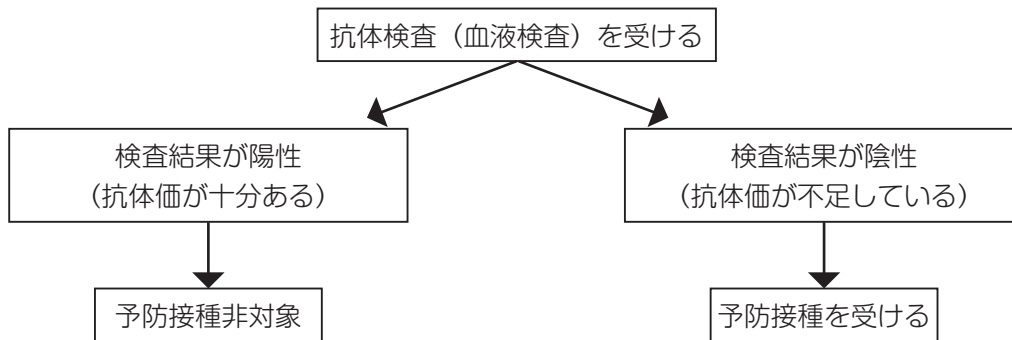 抗体検査（血液検査）を受ける
検査結果が陽性
（抗体価が十分ある）
検査結果が陰性
（抗体価が不足している）
予防接種非対象
予防接種を受ける